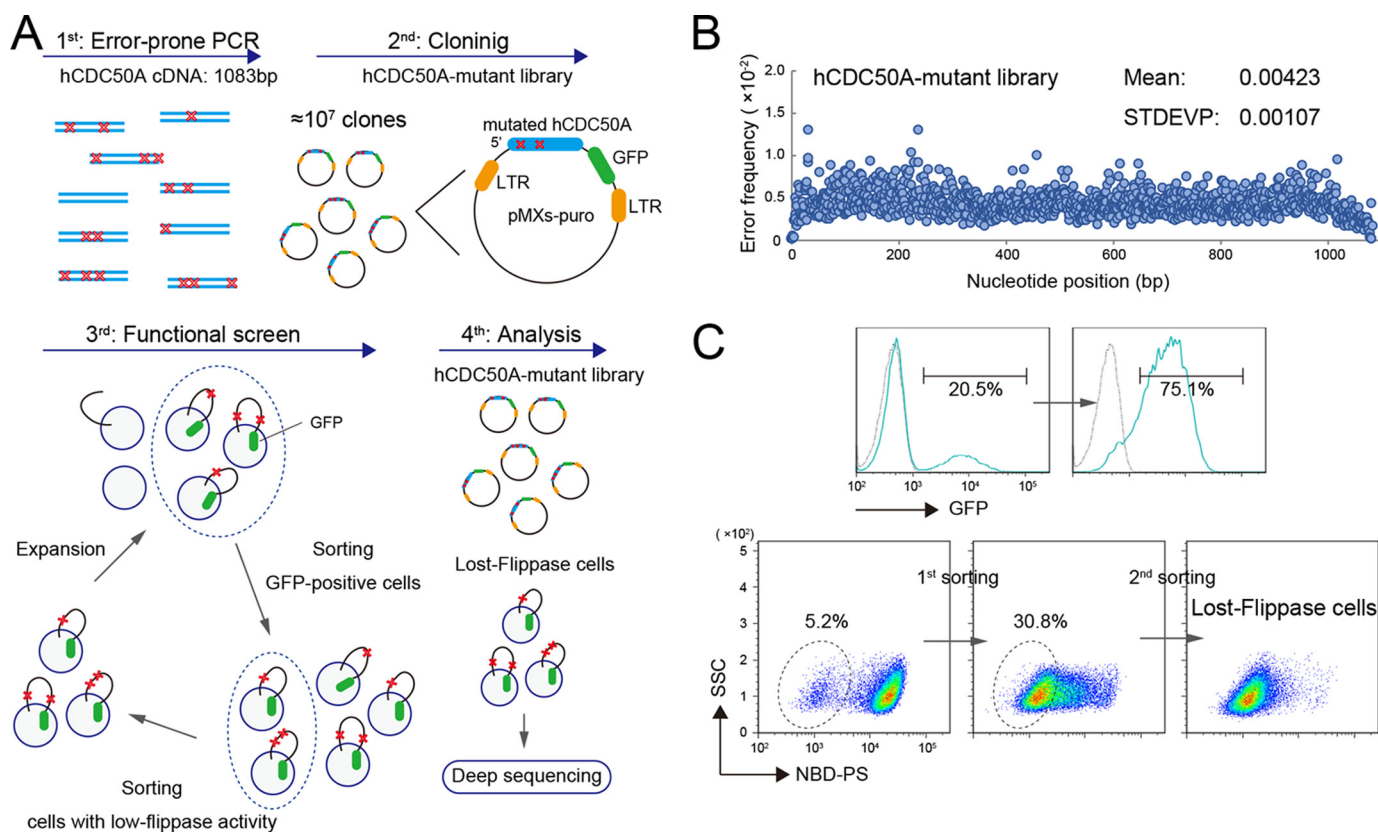 A
1st: Error-prone PCR
hCDC50A cDNA: 1083bp
2nd: Cloninig
hCDC50A-mutant library
≈10⁷ clones
mutated hCDC50A
5’
GFP
LTR
LTR
pMXs-puro
3rd: Functional screen
GFP
Expansion
Sorting
GFP-positive cells
Sorting
cells with low-flippase activity
4th: Analysis
hCDC50A-mutant library
Lost-Flippase cells
Deep sequencing
B
hCDC50A-mutant library
Mean: 0.00423
STDEVP: 0.00107
Error frequency ( ×10⁻²)
2.0
1.5
1.0
0.5
0
0 200 400 600 800 1000
Nucleotide position (bp)
C
20.5%
75.1%
10² 10³ 10⁴ 10⁵
GFP
( ×10²)
5
4
3
2
1
0
SSC
5.2%
1st sorting
30.8%
2nd sorting
Lost-Flippase cells
10² 10³ 10⁴ 10⁵
NBD-PS